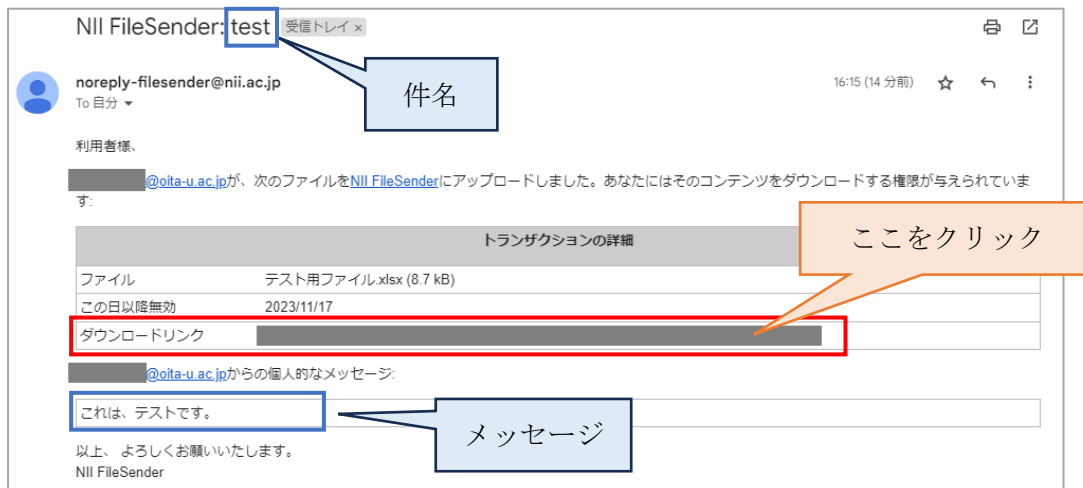 NII FileSender: test 受信トレイ ×
件名
noreply-filesender@nii.ac.jp
16:15 (14 分前)
To 自分
利用者様、
@oita-u.ac.jpが、次のファイルをNII FileSenderにアップロードしました。あなたにはそのコンテンツをダウンロードする権限が与えられていま
す:
ここをクリック
トランザクションの詳細
ファイル テスト用ファイル.xlsx (8.7 kB)
この日以降無効 2023/11/17
ダウンロードリンク
@oita-u.ac.jpからの個人的なメッセージ:
これは、テストです。
メッセージ
以上、 よろしくお願いいたします。
NII FileSender